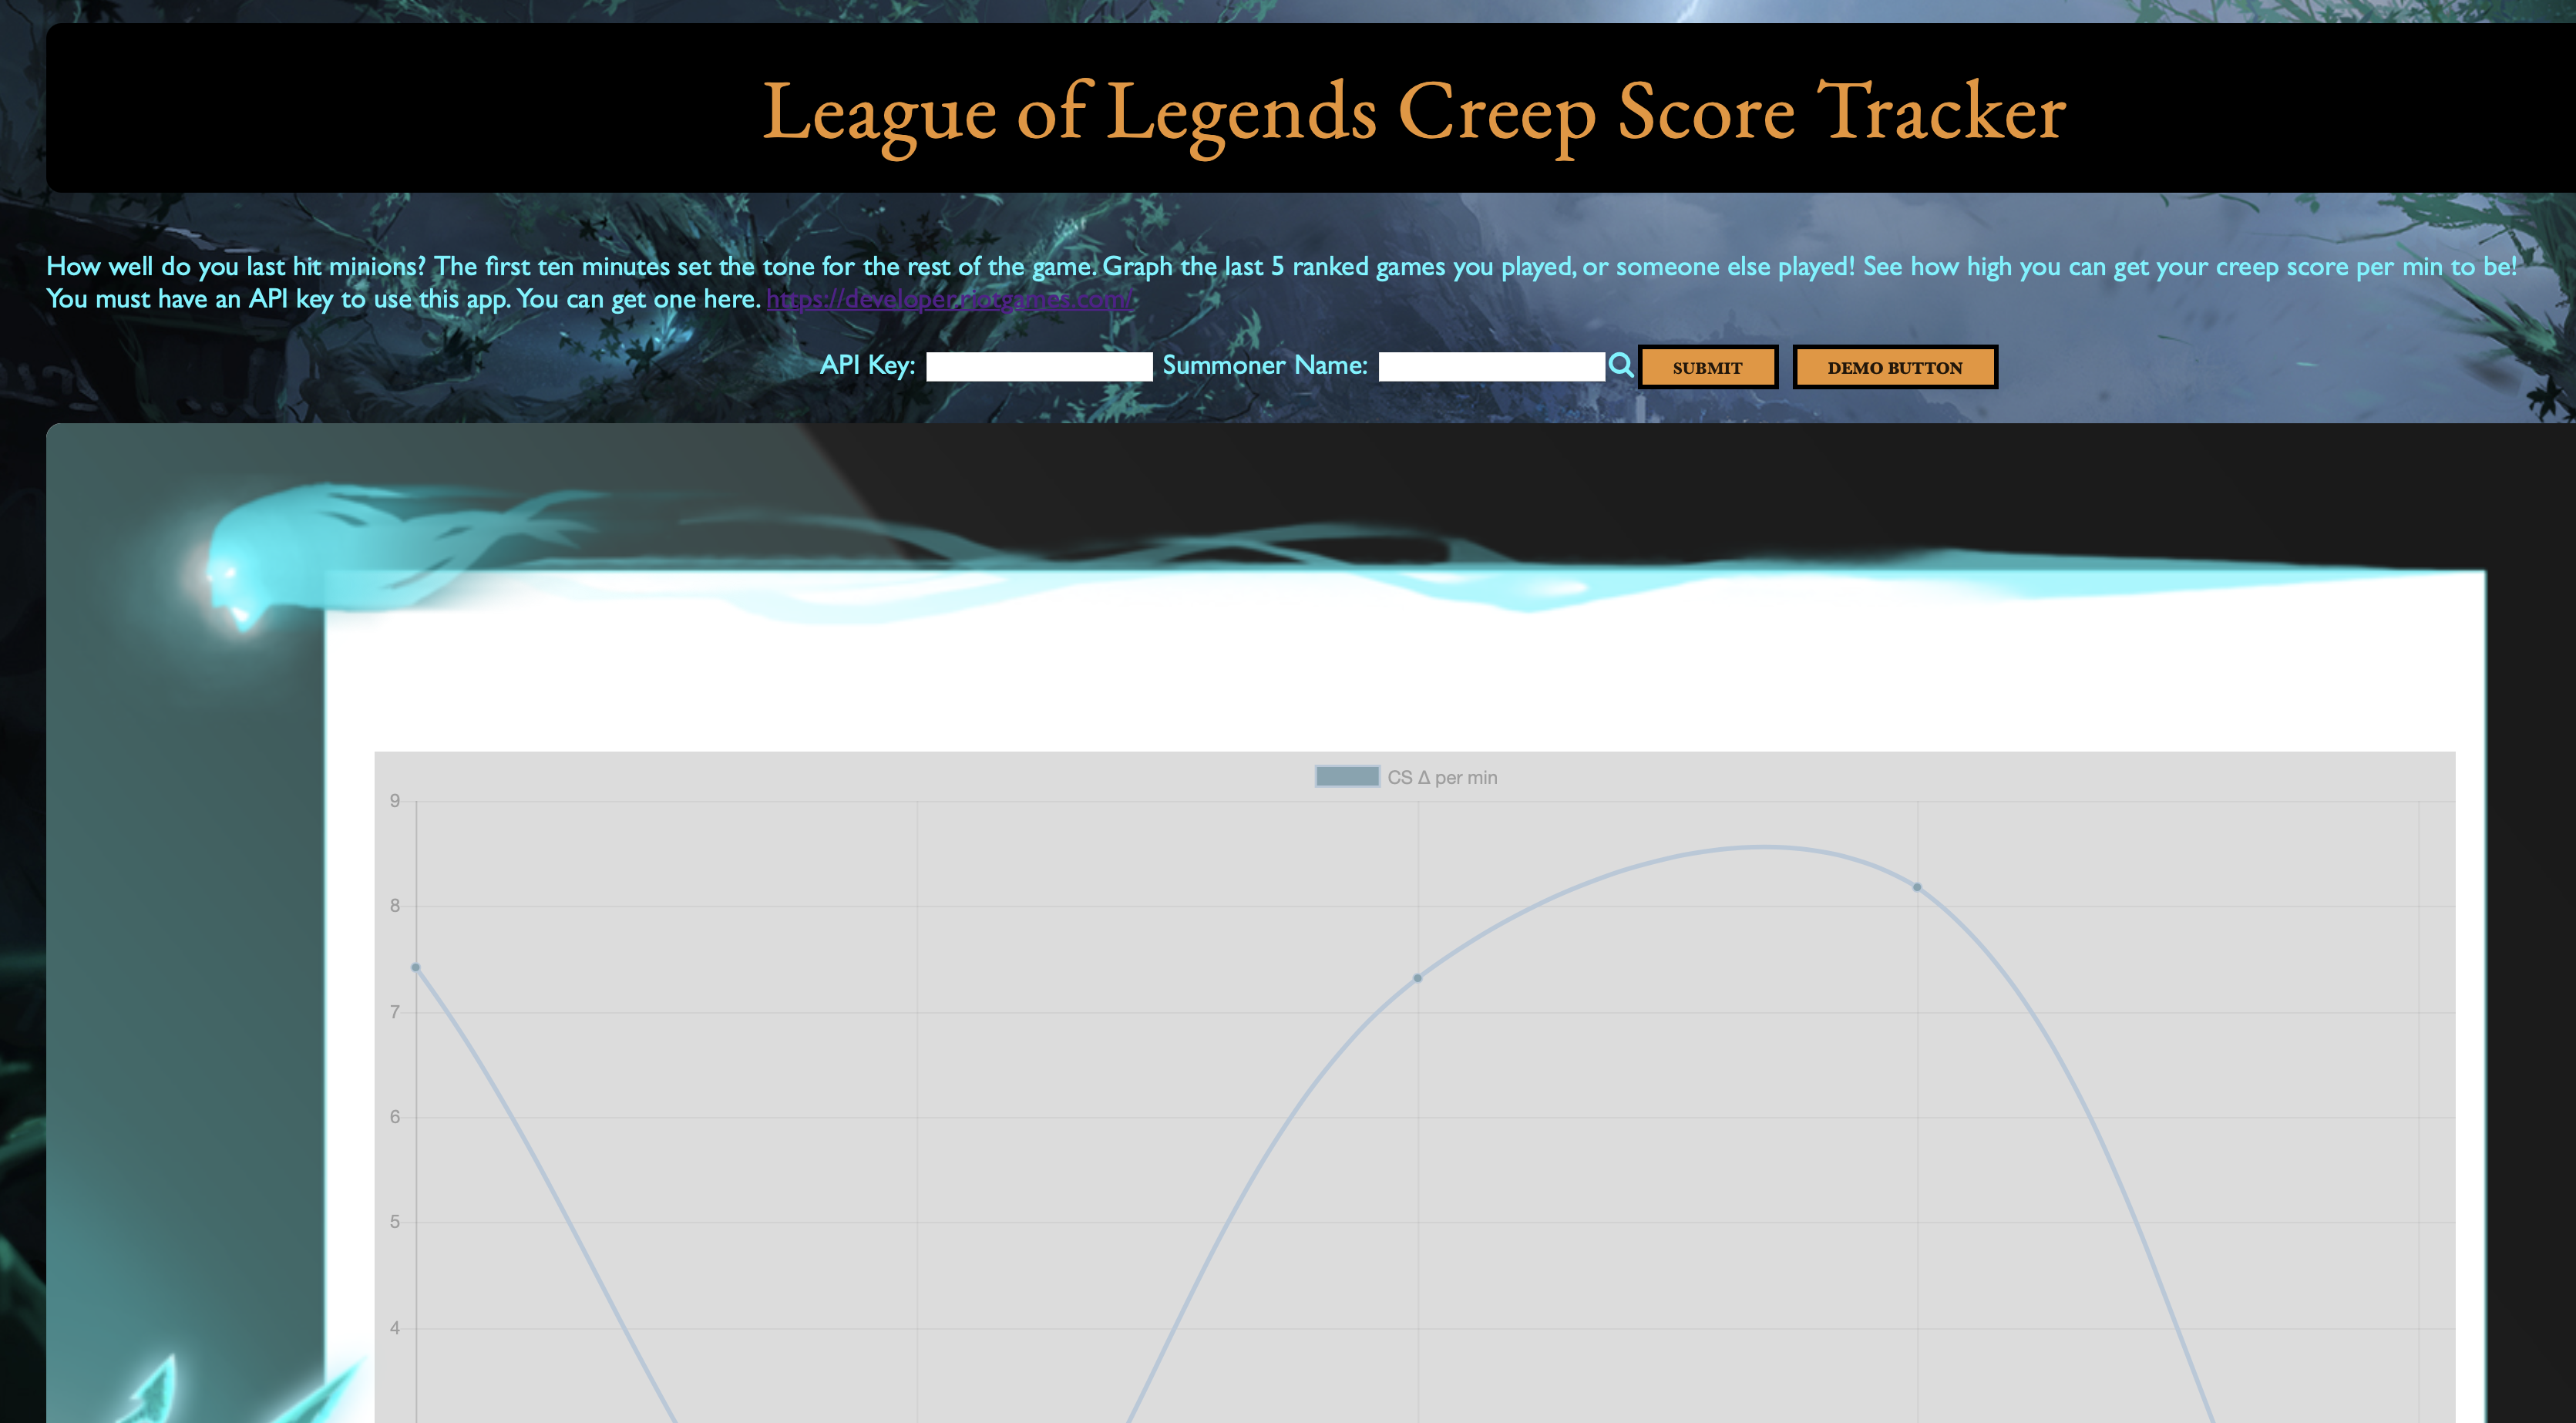 League of Legends Creep Score Tracker
How well do you last hit minions? The first ten minutes set the tone for the rest of the game. Graph the last 5 ranked games you played, or someone else played! See how high you can get your creep score per min to be!
You must have an API key to use this app. You can get one here. https://developer.riotgames.com/
API Key: Summoner Name: SUBMIT DEMO BUTTON
CS Δ per min
9
8
7
6
5
4